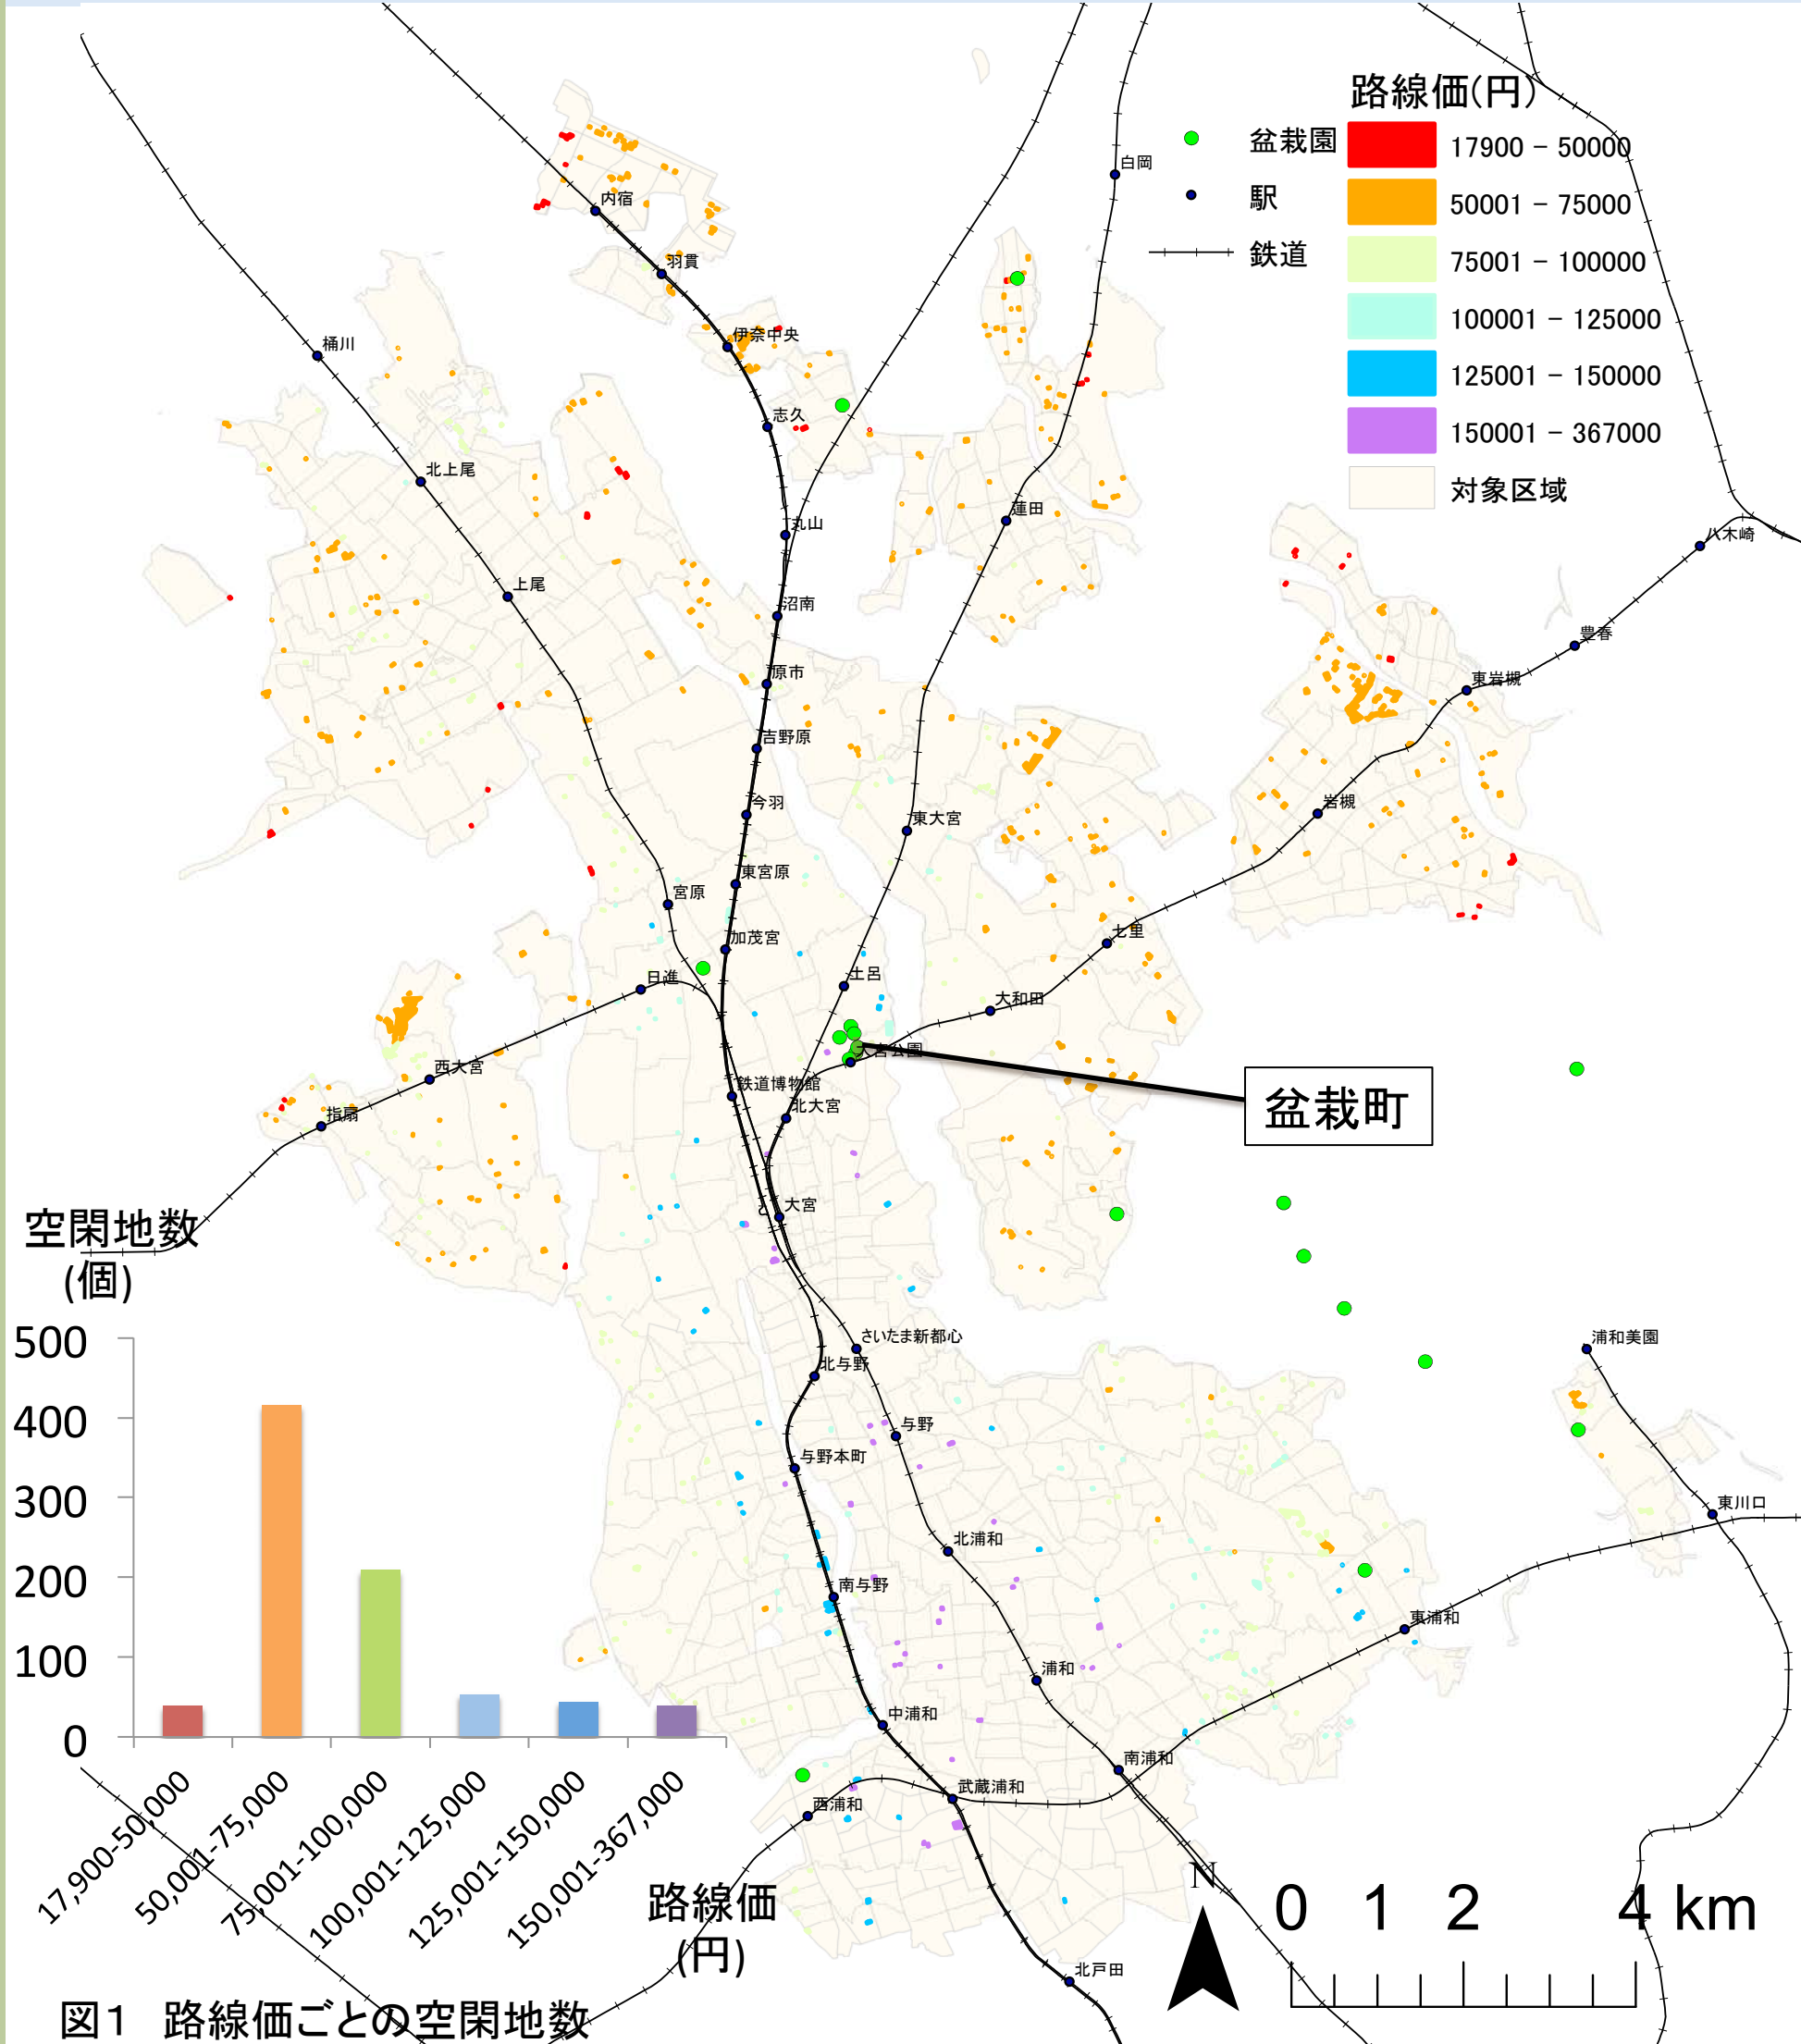 路線価(円)
盆栽園
駅
鉄道
17900 - 50000
50001 - 75000
75001 - 100000
100001 - 125000
125001 - 150000
150001 - 367000
対象区域
白岡
内宿
羽貫
伊奈中央
桶川
志久
北上尾
蓮田
丸山
八木崎
上尾
沼南
豊春
原市
東岩槻
吉野原
今羽
岩槻
東大宮
東宮原
宮原
加茂宮
七里
日進
土呂
大和田
大宮公園
西大宮
鉄道博物館
盆栽町
北大宮
指扇
大宮
空閑地数
(個)
さいたま新都心
浦和美園
北与野
与野
与野本町
東川口
北浦和
南与野
東浦和
浦和
中浦和
南浦和
武蔵浦和
西浦和
北戸田
500
400
300
200
100
0
17,900-50,000
50,001-75,000
75,001-100,000
100,001-125,000
125,001-150,000
150,001-367,000
路線価
(円)
N
0 1 2 4 km
図1 路線価ごとの空閑地数